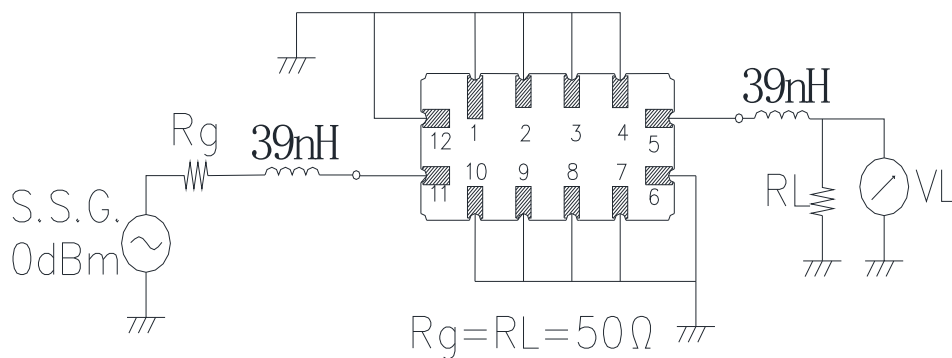 39nH
Rg
39nH
12 1 2 3 4 5
11 10 9 8 7 6
S.S.G.
0dBm
RL
VL
Rg=RL=50Ω